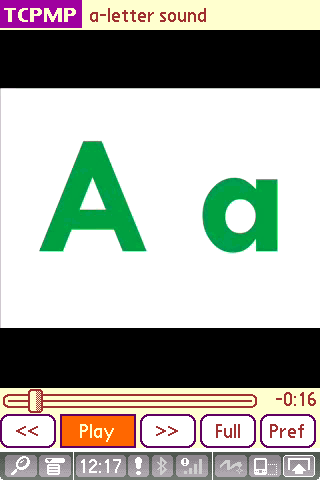 TCPMP a-letter sound
A a
-0:16
<< Play >> Full Pref
12:17